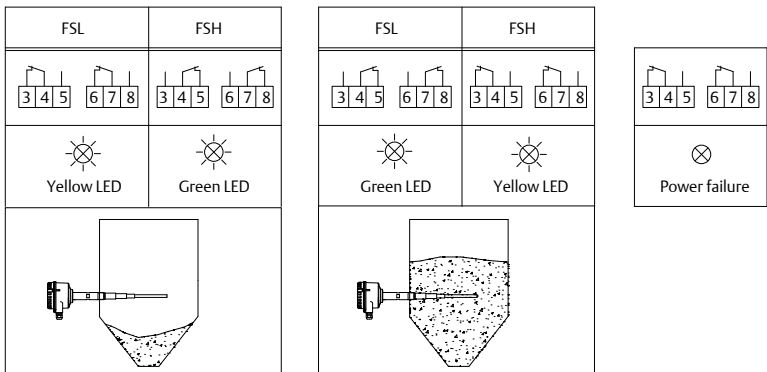 FSL FSH FSL FSH
3 4 5 6 7 8 3 4 5 6 7 8 3 4 5 6 7 8 3 4 5 6 7 8 3 4 5 6 7 8
Yellow LED Green LED Green LED Yellow LED Power failure